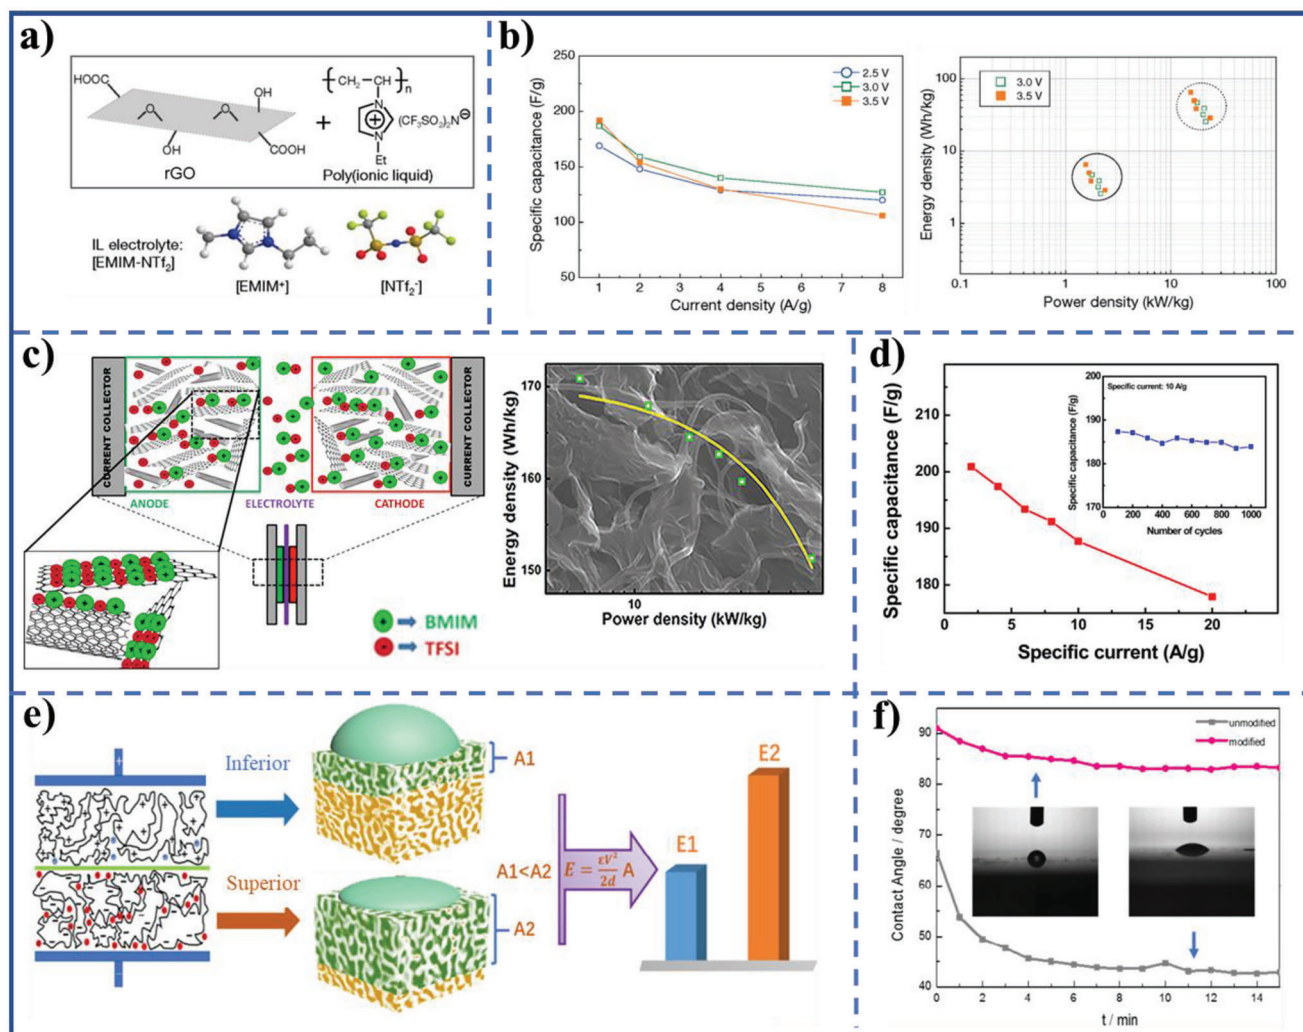 a)
HOOC
O
O
OH
OH
COOH
rGO
+
CH2
CH
n
N
+
N
Et
(CF3SO2)2N⊖
Poly(ionic liquid)
IL electrolyte:
[EMIM-NTf2]
[EMIM+]
[NTf2-]
b)
Specific capacitance (F/g)
250
200
150
100
50
1 2 3 4 5 6 7 8
Current density (A/g)
2.5 V
3.0 V
3.5 V
Energy density (Wh/kg)
100
10
1
0.1 1 10 100
Power density (kW/kg)
3.0 V
3.5 V
c)
CURRENT COLLECTOR
CURRENT COLLECTOR
ANODE
ELECTROLYTE
CATHODE
BMIM
TFSI
Energy density (Wh/kg)
170
160
150
10
Power density (kW/kg)
d)
Specific capacitance (F/g)
210
200
190
180
0 5 10 15 20
Specific current (A/g)
Specific current: 10 A/g
Specific capacitance (F/g)
200
190
180
170
200 400 600 800 1000
Number of cycles
e)
Inferior
Superior
A1
A2
A1<A2
E = εV²/2d A
E1
E2
f)
Contact Angle / degree
90
80
70
60
50
40
0 2 4 6 8 10 12 14
t / min
unmodified
modified